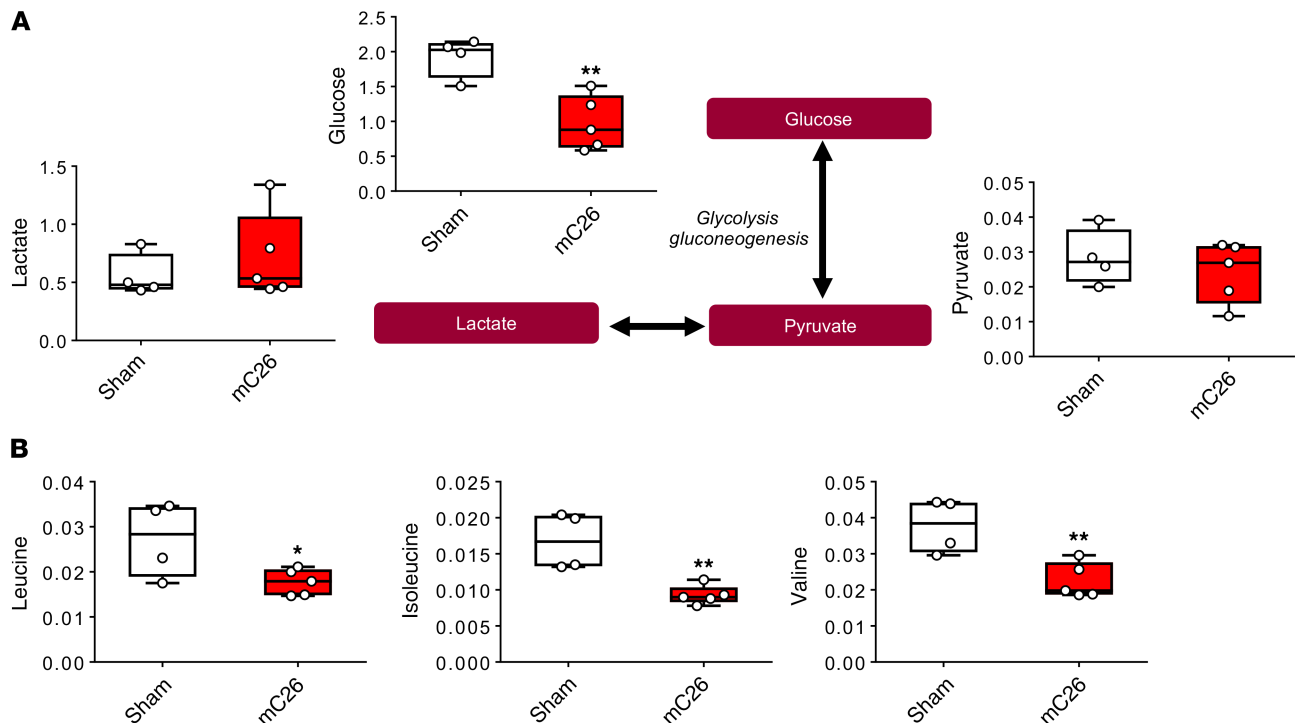 A
Glucose
2.5
2.0
1.5
1.0
0.5
0.0
**
Sham
mC26
Lactate
1.5
1.0
0.5
0.0
Sham
mC26
Glucose
Glycolysis
gluconeogenesis
Lactate
Pyruvate
Pyruvate
0.05
0.04
0.03
0.02
0.01
0.00
Sham
mC26
B
Leucine
0.04
0.03
0.02
0.01
0.00
*
Sham
mC26
Isoleucine
0.025
0.020
0.015
0.010
0.005
0.000
**
Sham
mC26
Valine
0.05
0.04
0.03
0.02
0.01
0.00
**
Sham
mC26